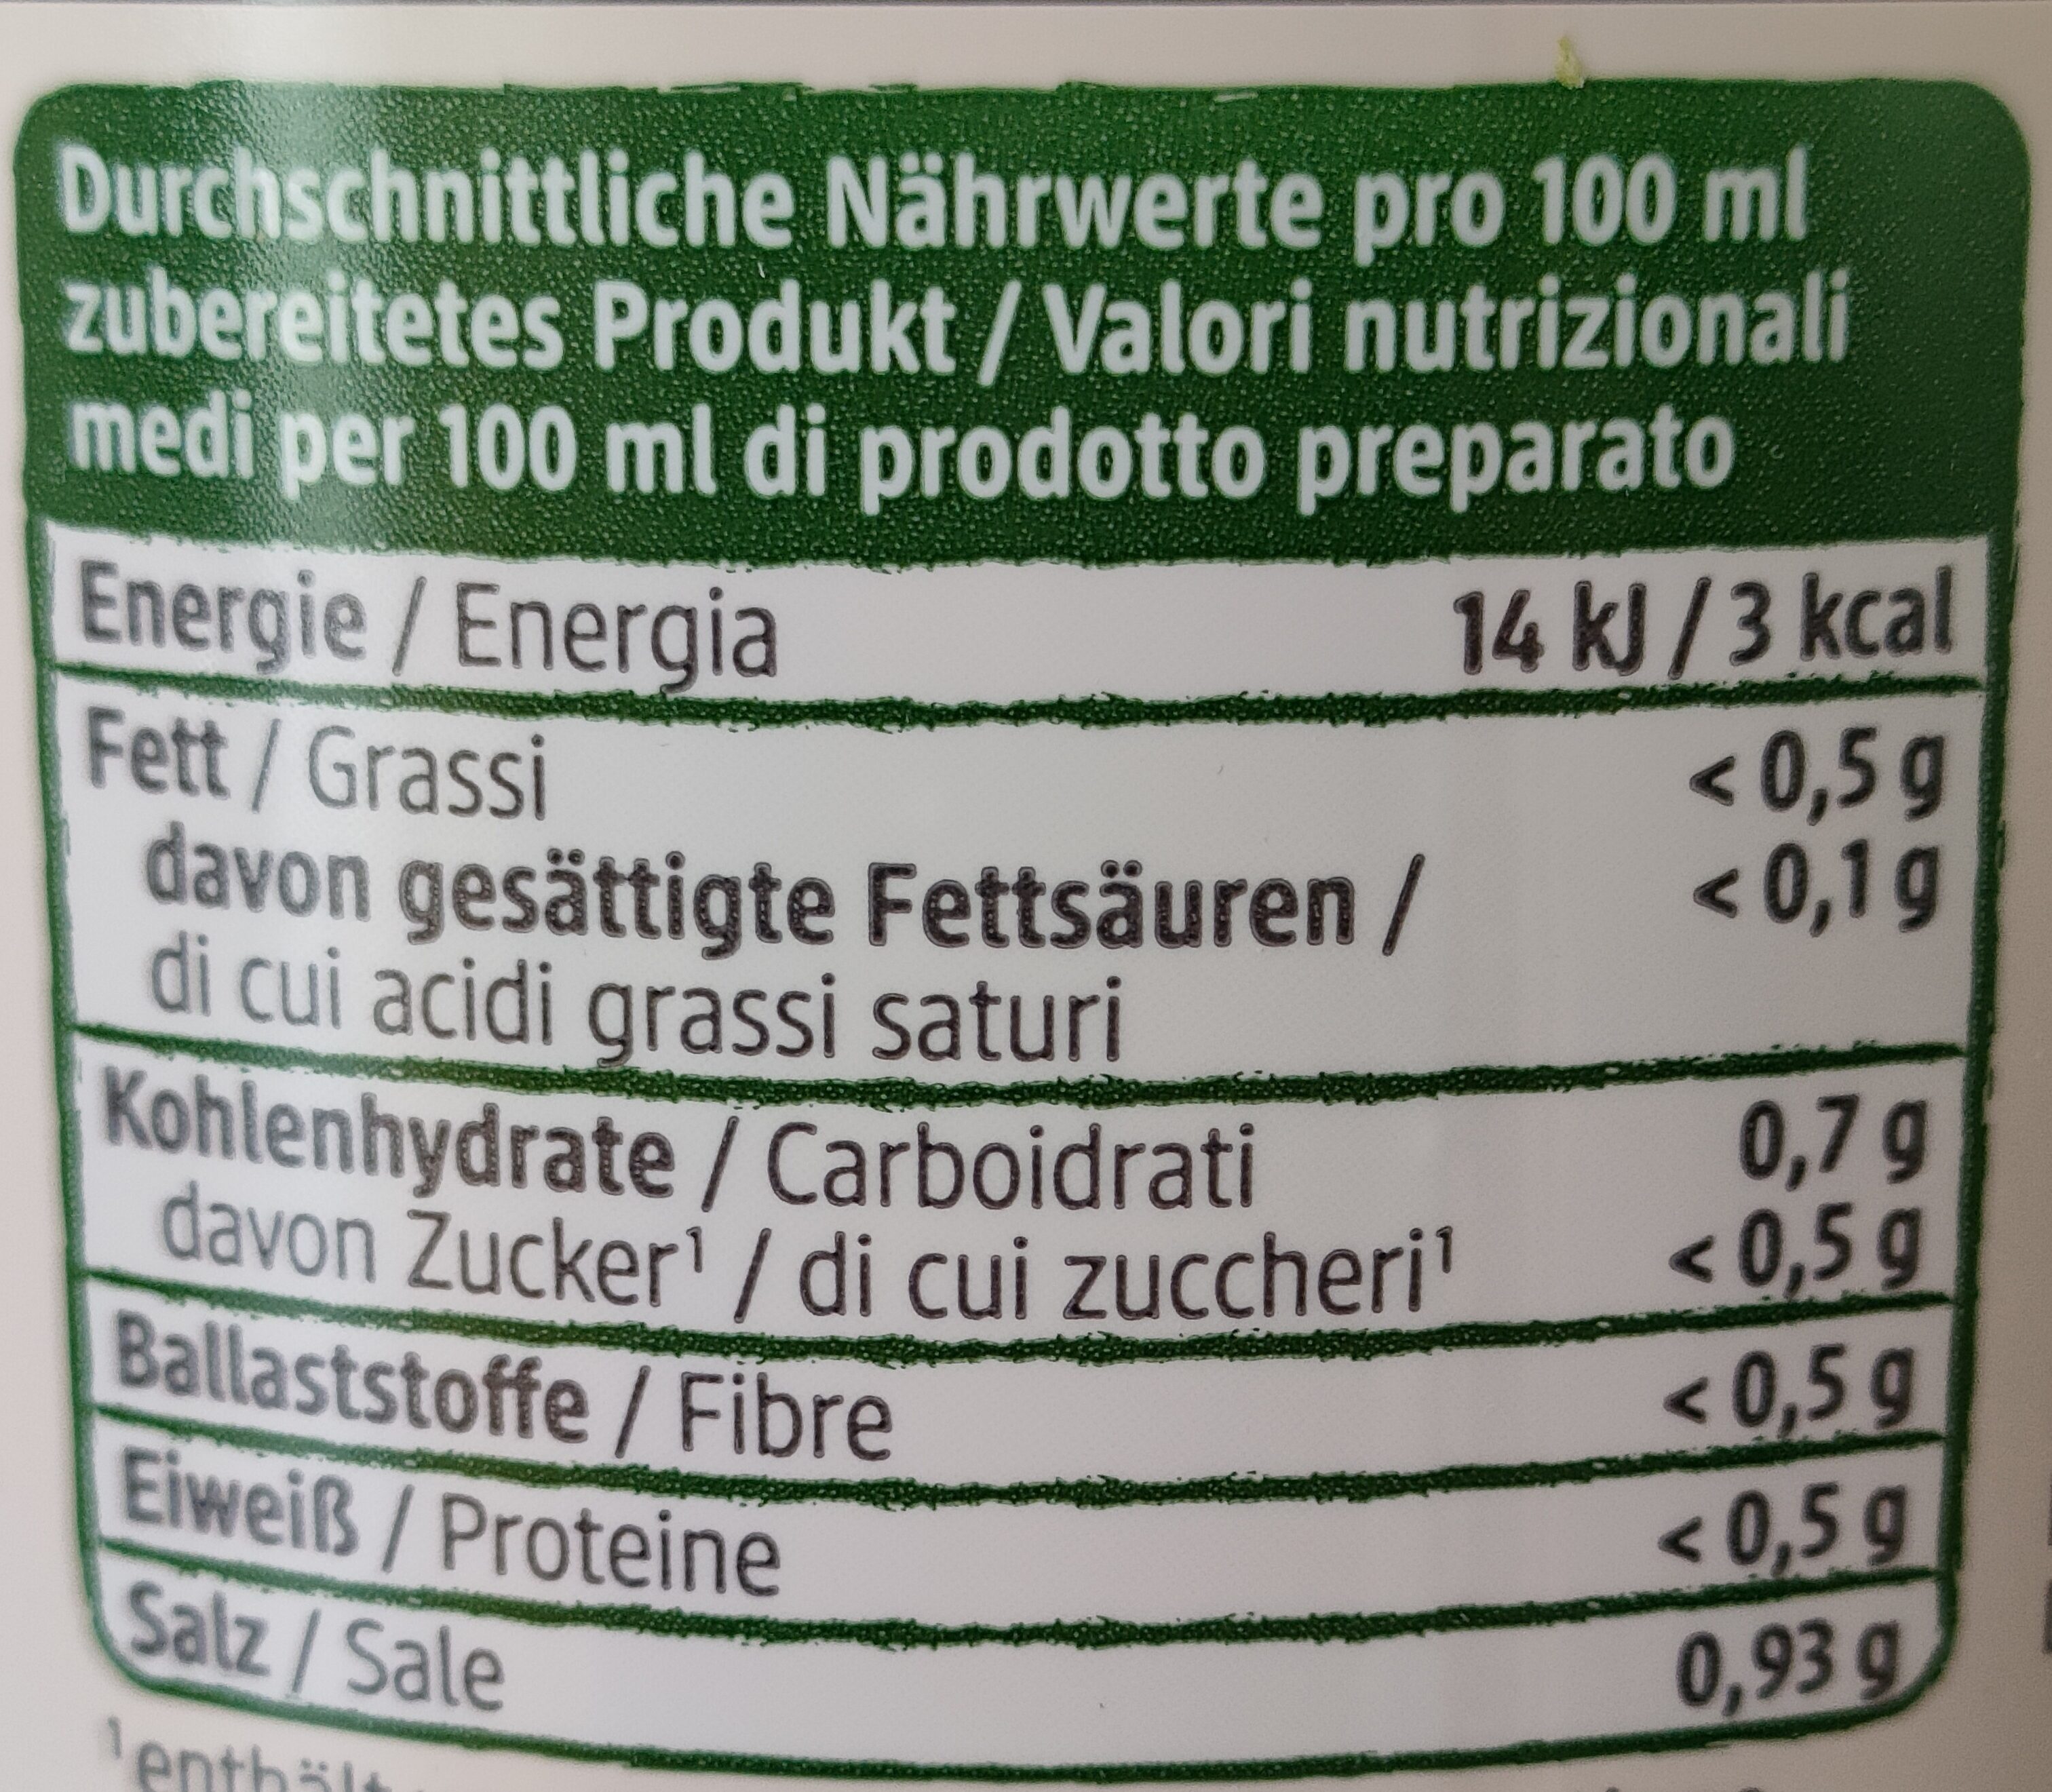 Durchschnittliche Nährwerte pro 100 ml
zubereitetes Produkt / Valori nutrizionali
medi per 100 ml di prodotto preparato
Energie / Energia 14 kJ / 3 kcal
Fett / Grassi < 0,5 g
davon gesättigte Fettsäuren / < 0,1 g
di cui acidi grassi saturi
Kohlenhydrate / Carboidrati 0,7 g
davon Zucker¹ / di cui zuccheri¹ < 0,5 g
Ballaststoffe / Fibre < 0,5 g
Eiweiß / Proteine < 0,5 g
Salz / Sale 0,93 g
¹enthält